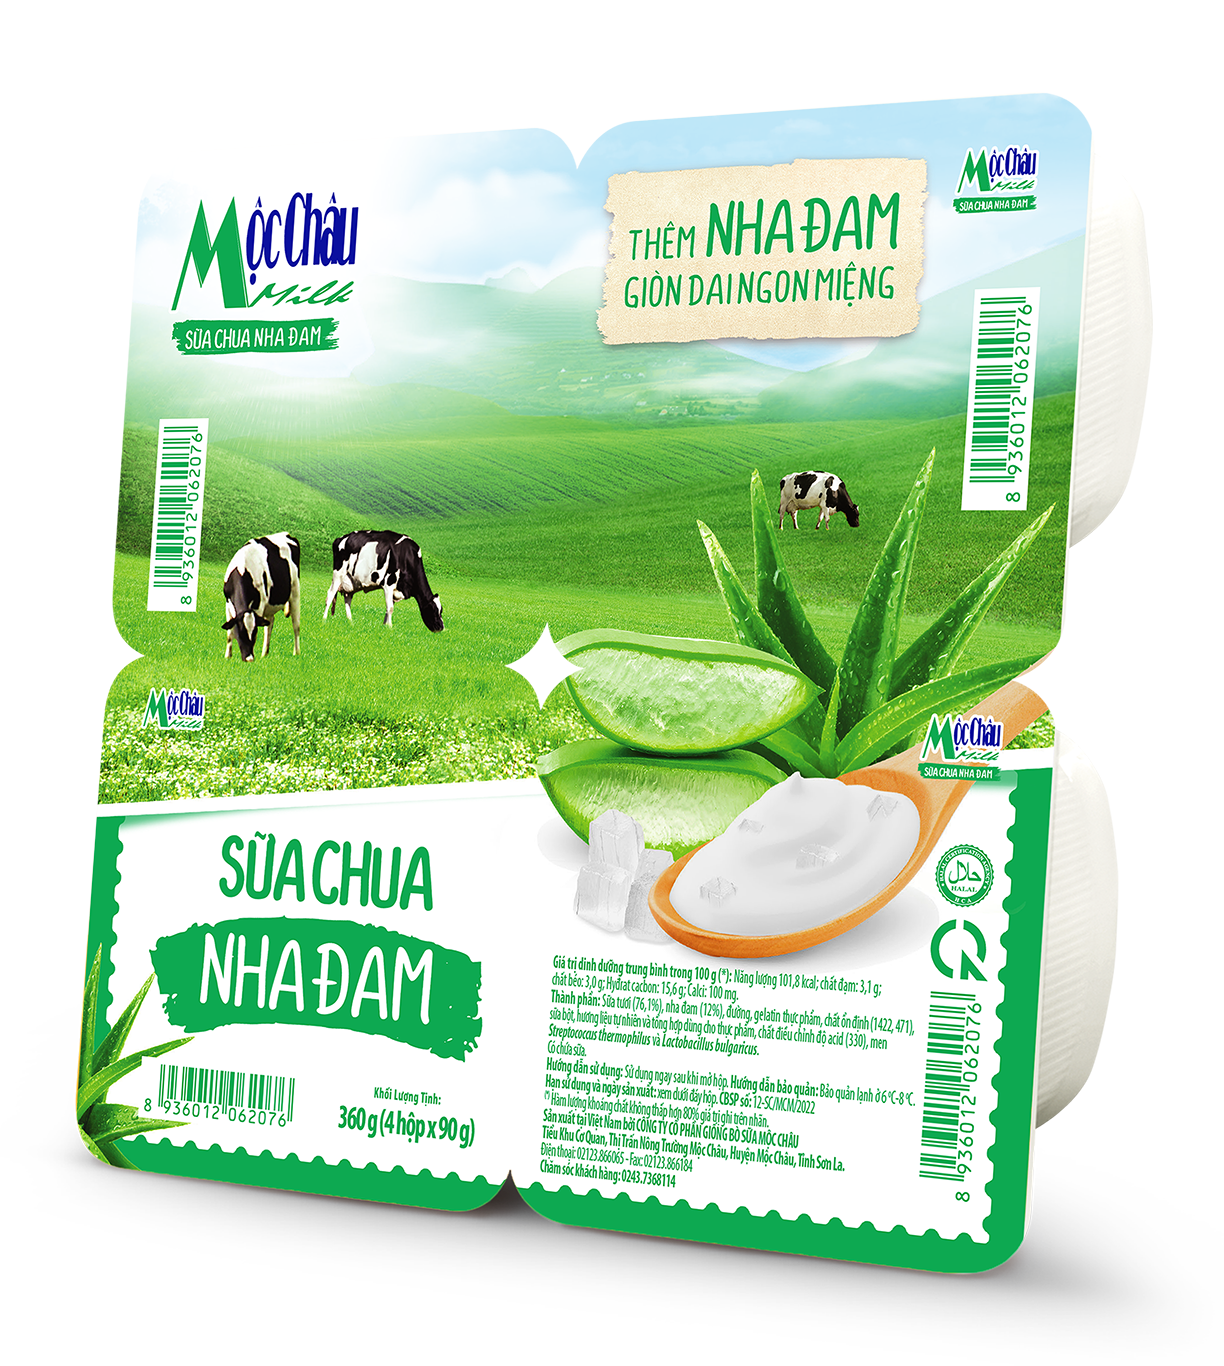 Mộc Châu
Milk
SỮA CHUA NHA ĐAM
THÊM NHA ĐAM
GIÒN DAI NGON MIỆNG
Mộc Châu
Milk
SỮA CHUA NHA ĐAM
8 936012 062076
8 936012 062076
Mộc Châu
Milk
Mộc Châu
Milk
SỮA CHUA NHA ĐAM
SỮA CHUA
NHA ĐAM
8 936012 062076
Khối Lượng Tịnh:
360 g (4 hộp x 90 g)
HALAL CERTIFICATION AGENCY
حلال
HALAL
HCA
Giá trị dinh dưỡng trung bình trong 100 g (*): Năng lượng 101,8 kcal; chất đạm: 3,1 g;
chất béo: 3,0 g; Hyđrat cacbon: 15,6 g; Calci: 100 mg.
Thành phần: Sữa tươi (76,1%), nha đam (12%), đường, gelatin thực phẩm, chất ổn định (1422, 471),
sữa bột, hương liệu tự nhiên và tổng hợp dùng cho thực phẩm, chất điều chỉnh độ acid (330), men
Streptococcus thermophilus và Lactobacillus bulgaricus.
Có chứa sữa.
Hướng dẫn sử dụng: Sử dụng ngay sau khi mở hộp. Hướng dẫn bảo quản: Bảo quản lạnh ở 6 °C-8 °C.
Hạn sử dụng và ngày sản xuất: xem dưới đáy hộp. CBSP số: 12-SC/MCM/2022
(*) Hàm lượng khoáng chất không thấp hơn 80% giá trị ghi trên nhãn.
Sản xuất tại Việt Nam bởi CÔNG TY CỔ PHẦN GIỐNG BÒ SỮA MỘC CHÂU
Tiểu Khu Cơ Quan, Thị Trấn Nông Trường Mộc Châu, Huyện Mộc Châu, Tỉnh Sơn La.
Điện thoại: 02123.866065 - Fax: 02123.866184
Chăm sóc khách hàng: 0243.7368114
8 936012 062076